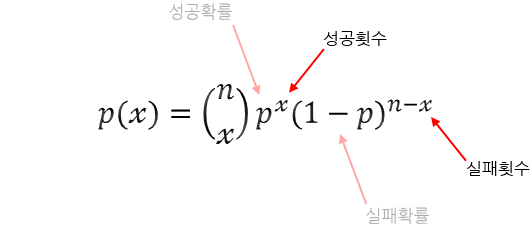 성공확률
성공횟수
p(x) = (n x) p^x (1 − p)^{n−x}
실패횟수
실패확률